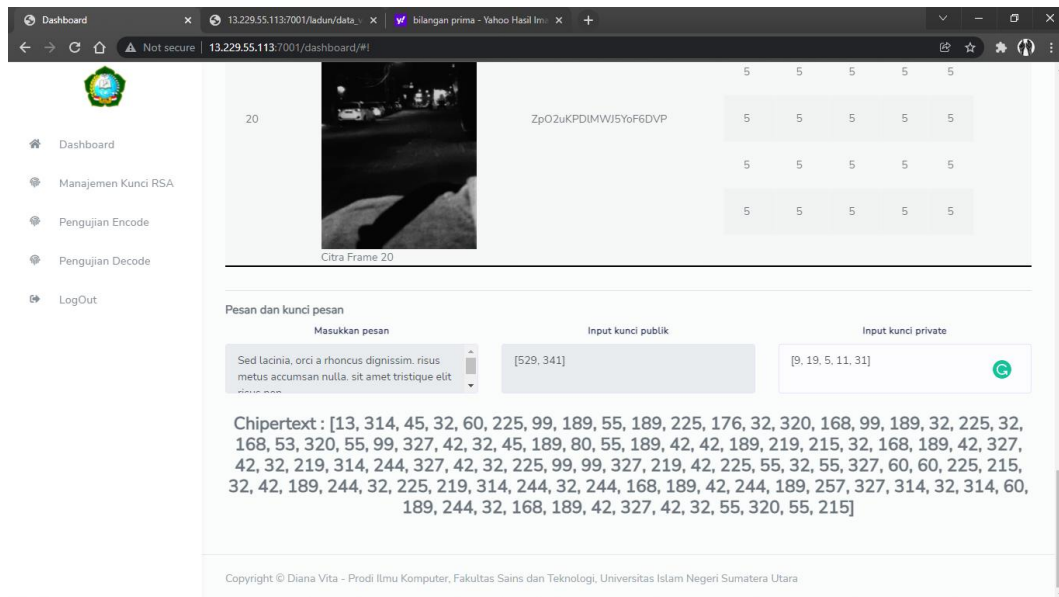 Dashboard
13.229.55.113:7001/ladun/data_v
bilangan prima - Yahoo Hasil Ima
Not secure | 13.229.55.113:7001/dashboard/#!
Dashboard
Manajemen Kunci RSA
Pengujian Encode
Pengujian Decode
LogOut
5 5 5 5 5
20 ZpO2uKPDlMWJ5YoF6DVP 5 5 5 5 5
5 5 5 5 5
5 5 5 5 5
Citra Frame 20
Pesan dan kunci pesan
Masukkan pesan Input kunci publik Input kunci private
Sed lacinia, orci a rhoncus dignissim. risus
metus accumsan nulla. sit amet tristique elit
risus non
[529, 341]
[9, 19, 5, 11, 31]
Chipertext : [13, 314, 45, 32, 60, 225, 99, 189, 55, 189, 225, 176, 32, 320, 168, 99, 189, 32, 225, 32,
168, 53, 320, 55, 99, 327, 42, 32, 45, 189, 80, 55, 189, 42, 42, 189, 219, 215, 32, 168, 189, 42, 327,
42, 32, 219, 314, 244, 327, 42, 32, 225, 99, 99, 327, 219, 42, 225, 55, 32, 55, 327, 60, 60, 225, 215,
32, 42, 189, 244, 32, 225, 219, 314, 244, 32, 244, 168, 189, 42, 244, 189, 257, 327, 314, 32, 314, 60,
189, 244, 32, 168, 189, 42, 327, 42, 32, 55, 320, 55, 215]
Copyright © Diana Vita - Prodi Ilmu Komputer, Fakultas Sains dan Teknologi, Universitas Islam Negeri Sumatera Utara